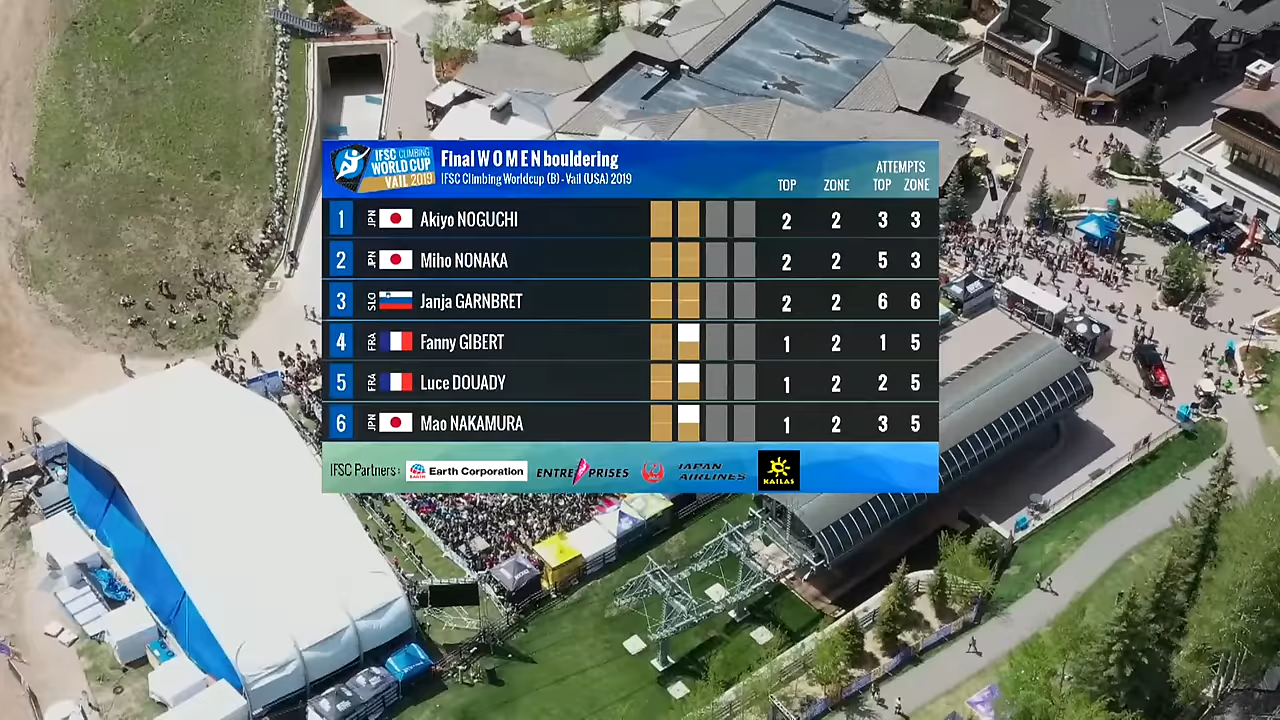 IFSC CLIMBING
WORLD CUP
VAIL 2019
Final WOMEN bouldering
IFSC Climbing Worldcup (B) - Vail (USA) 2019
ATTEMPTS
TOP ZONE TOP ZONE
1 JPN Akiyo NOGUCHI 2 2 3 3
2 JPN Miho NONAKA 2 2 5 3
3 SLO Janja GARNBRET 2 2 6 6
4 FRA Fanny GIBERT 1 2 1 5
5 FRA Luce DOUADY 1 2 2 5
6 JPN Mao NAKAMURA 1 2 3 5
IFSC Partners: EARTH Earth Corporation ENTRE PRISES JAL JAPAN AIRLINES KAILAS